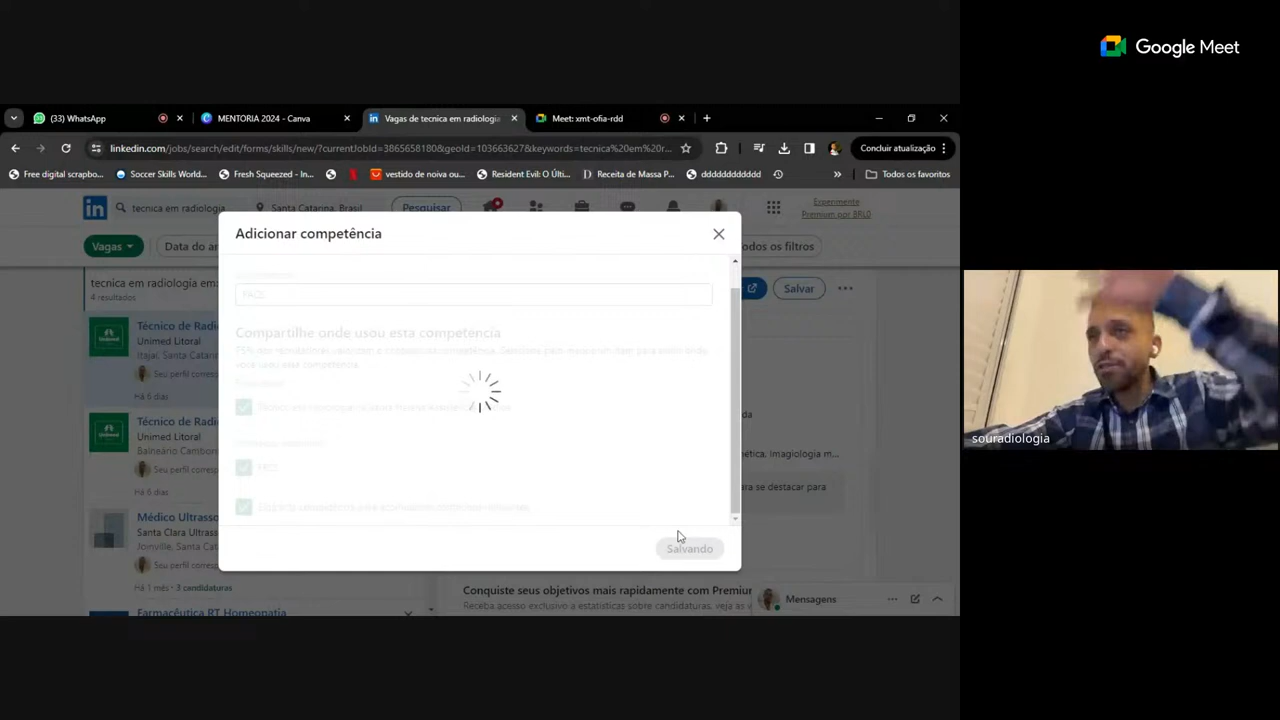 Google Meet
(33) WhatsApp
MENTORIA 2024 - Canva
Vagas de tecnica em radiologia
Meet: xmt-ofia-rdd
linkedin.com/jobs/search/edit/forms/skills/new/?currentJobId=3865658180&geoId=103663627&keywords=tecnica%20em%20r...
Concluir atualização
Free digital scrapbo...
Soccer Skills World...
Fresh Squeezed - In...
vestido de noiva ou...
Resident Evil: O Últi...
Receita de Massa P...
dddddddddddd
Todos os favoritos
in
tecnica em radiologia
Santa Catarina, Brasil
Pesquisar
Experimente
Premium por BRL0
Vagas
Data do an
odos os filtros
Adicionar competência
tecnica em radiologia em:
4 resultados
Salvar
Técnico de Radi
Unimed Litoral
Itajaí, Santa Catari
Seu perfil corresp
Há 6 dias
Compartilhe onde usou esta competência
Técnico de Radi
Unimed Litoral
Balneário Cambori
Seu perfil corresp
Há 6 dias
da
ética, imagiologia m...
ra se destacar para
Médico Ultrasso
Santa Clara Ultrass
Joinville, Santa Cat
Seu perfil corresp
Há 1 mês • 3 candidaturas
Farmacêutica RT Homeopatia
Salvando
Conquiste seus objetivos mais rapidamente com Premium
Receba acesso exclusivo a estatísticas sobre candidaturas, veja as v
Mensagens
souradiologia